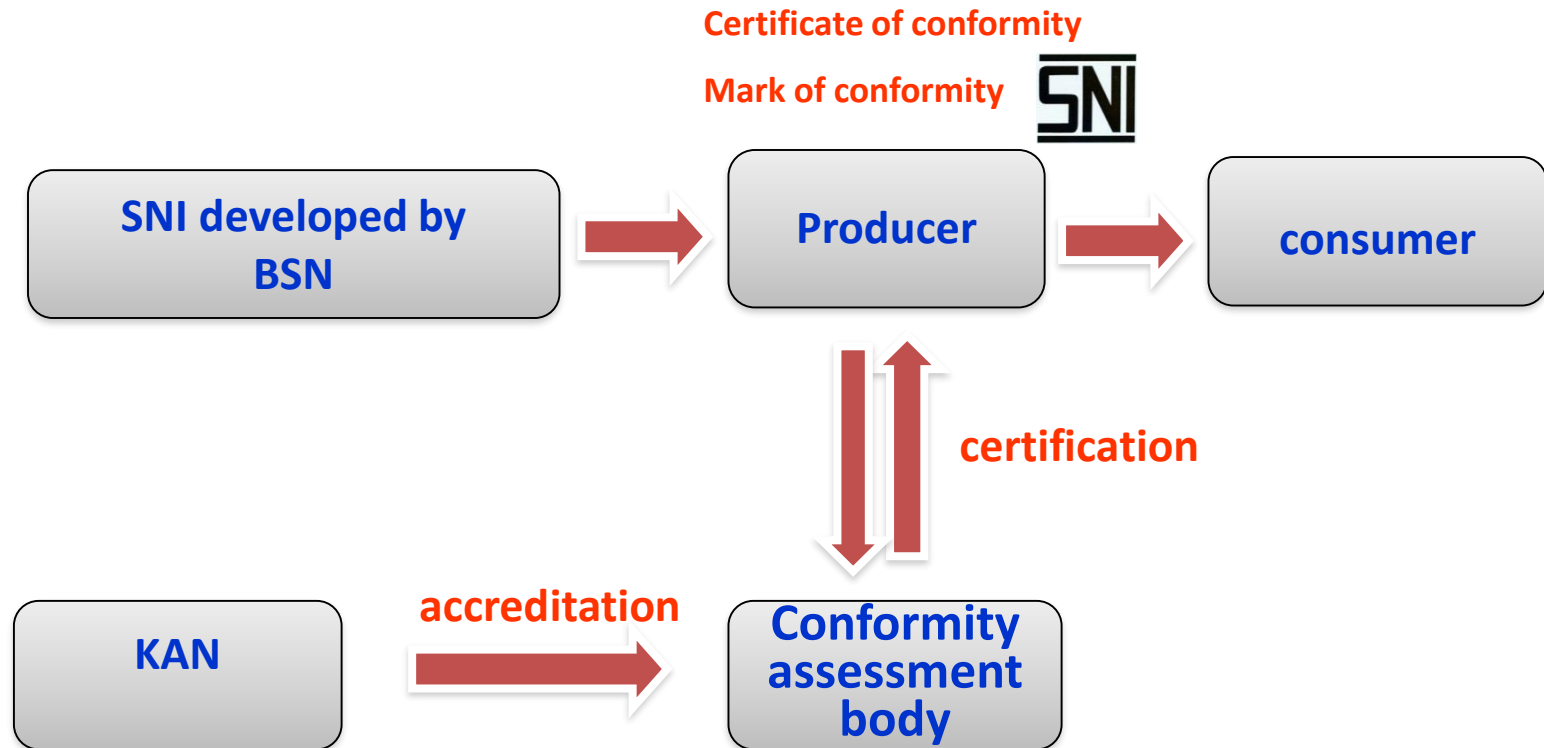 Certificate of conformity
Mark of conformity
SNI
SNI developed by
BSN
Producer
consumer
certification
accreditation
KAN
Conformity
assessment
body